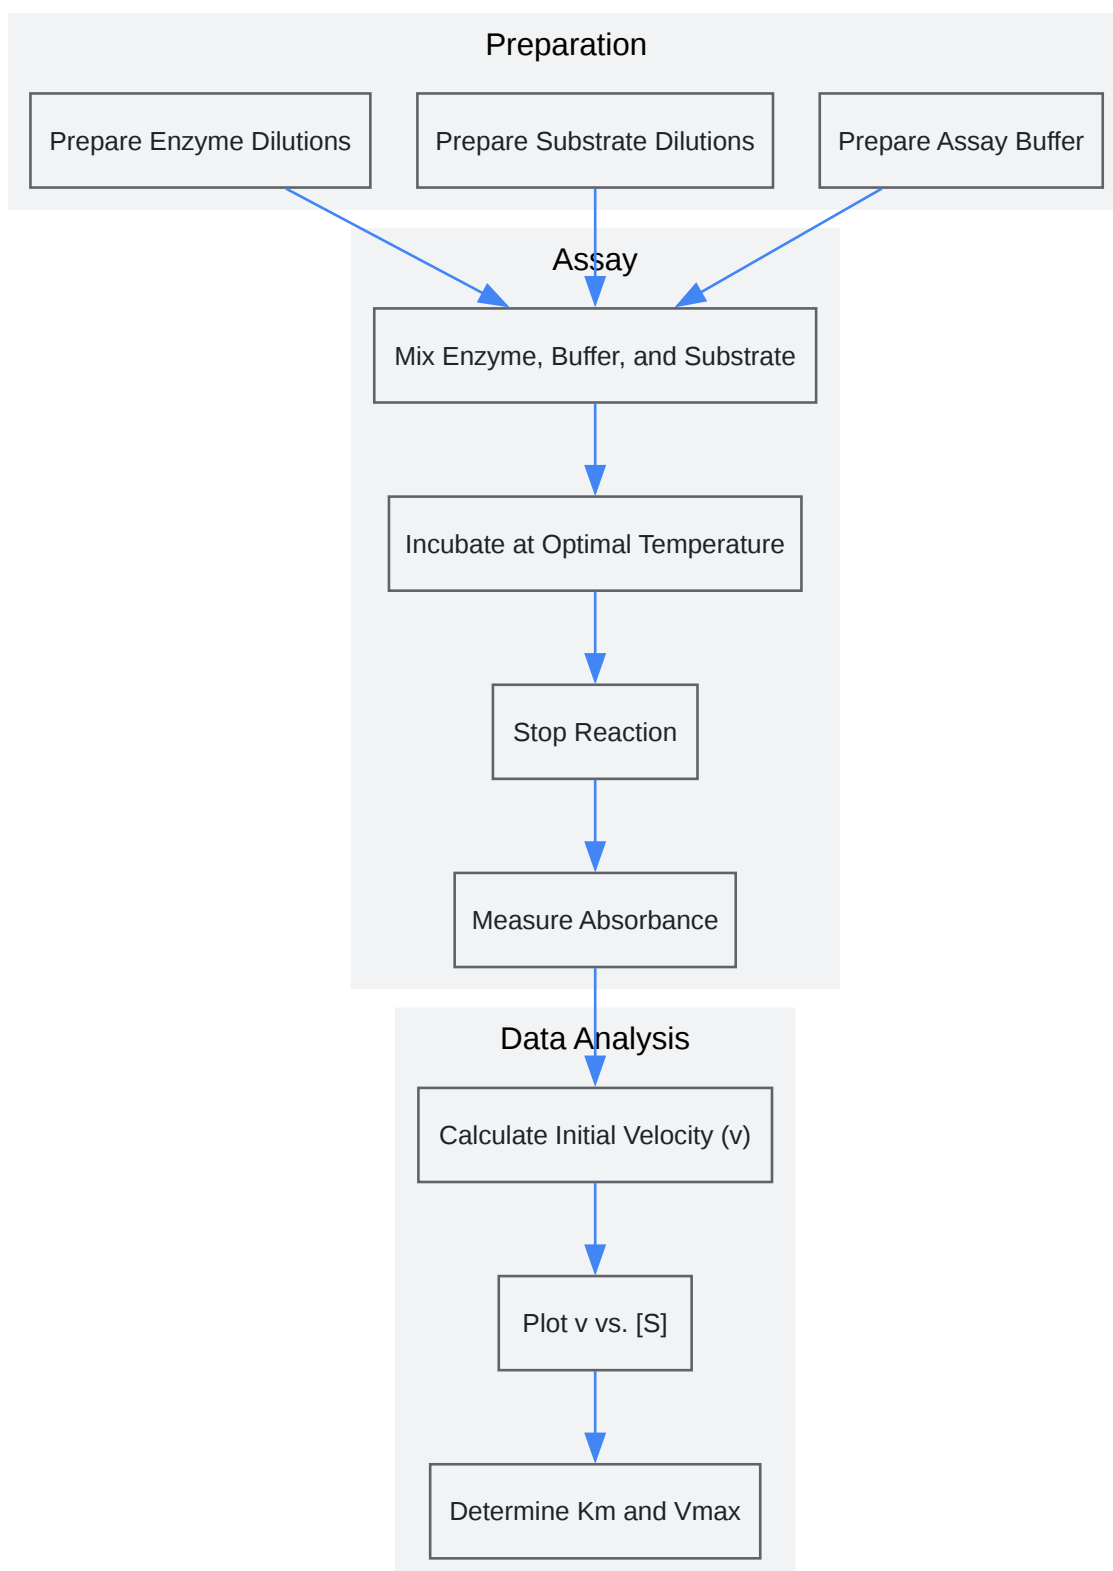 Preparation
Prepare Enzyme Dilutions
Prepare Substrate Dilutions
Prepare Assay Buffer
Assay
Mix Enzyme, Buffer, and Substrate
Incubate at Optimal Temperature
Stop Reaction
Measure Absorbance
Data Analysis
Calculate Initial Velocity (v)
Plot v vs. [S]
Determine Km and Vmax